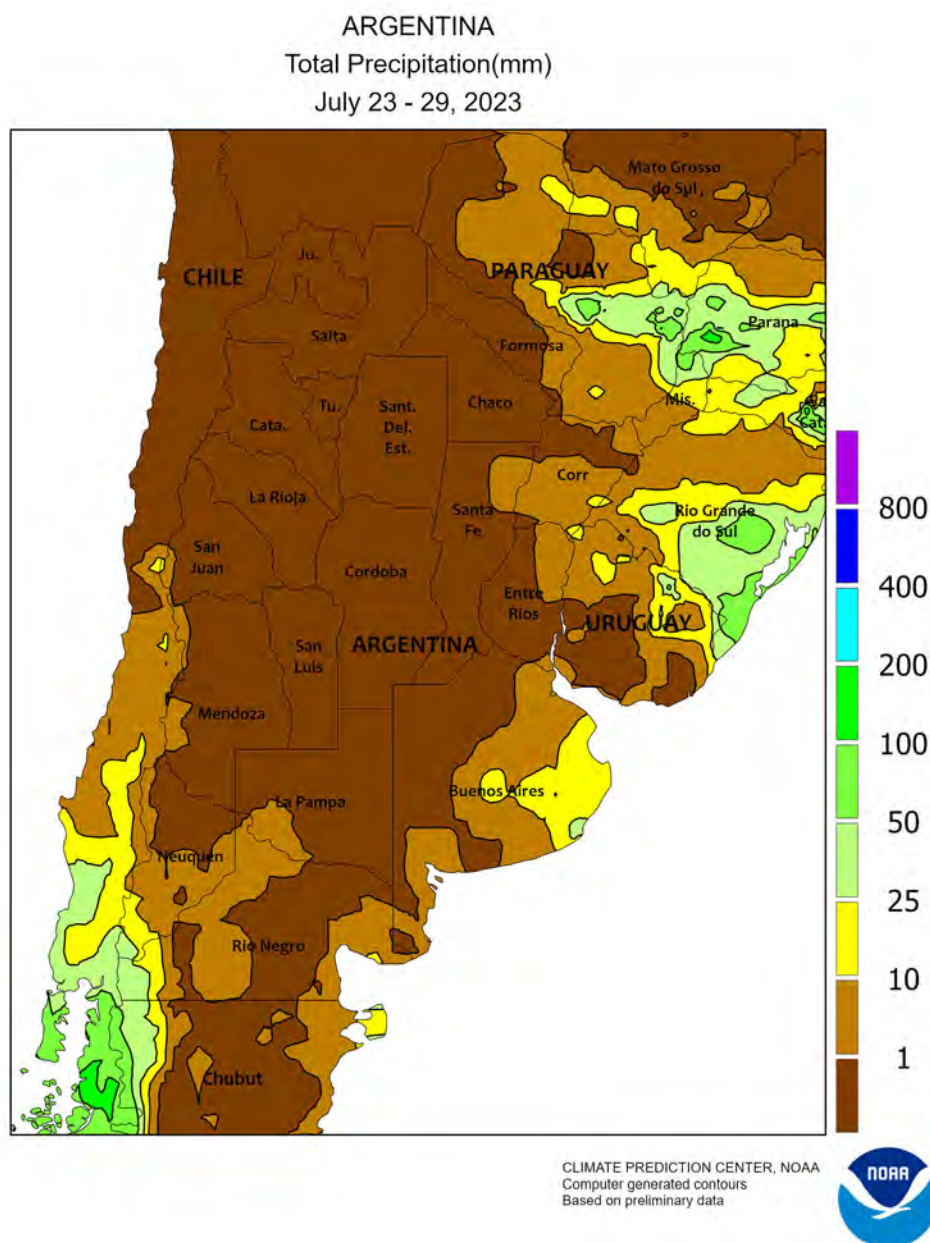 ARGENTINA
Total Precipitation(mm)
July 23 - 29, 2023
Mato Grosso
do Sul
CHILE
Ju.
PARAGUAY
Parana
Salta
Formosa
Mis.
Tu.
Sant.
Del.
Est.
Chaco
Cata.
Corr
La Rioja
Santa
Fe
Rio Grande
do Sul
San
Juan
Cordoba
Entre
Rios
URUGUAY
ARGENTINA
San
Luis
Mendoza
Buenos Aires
La Pampa
Neuquen
Rio Negro
Chubut
800
400
200
100
50
25
10
1
CLIMATE PREDICTION CENTER, NOAA
Computer generated contours
Based on preliminary data
NOAA